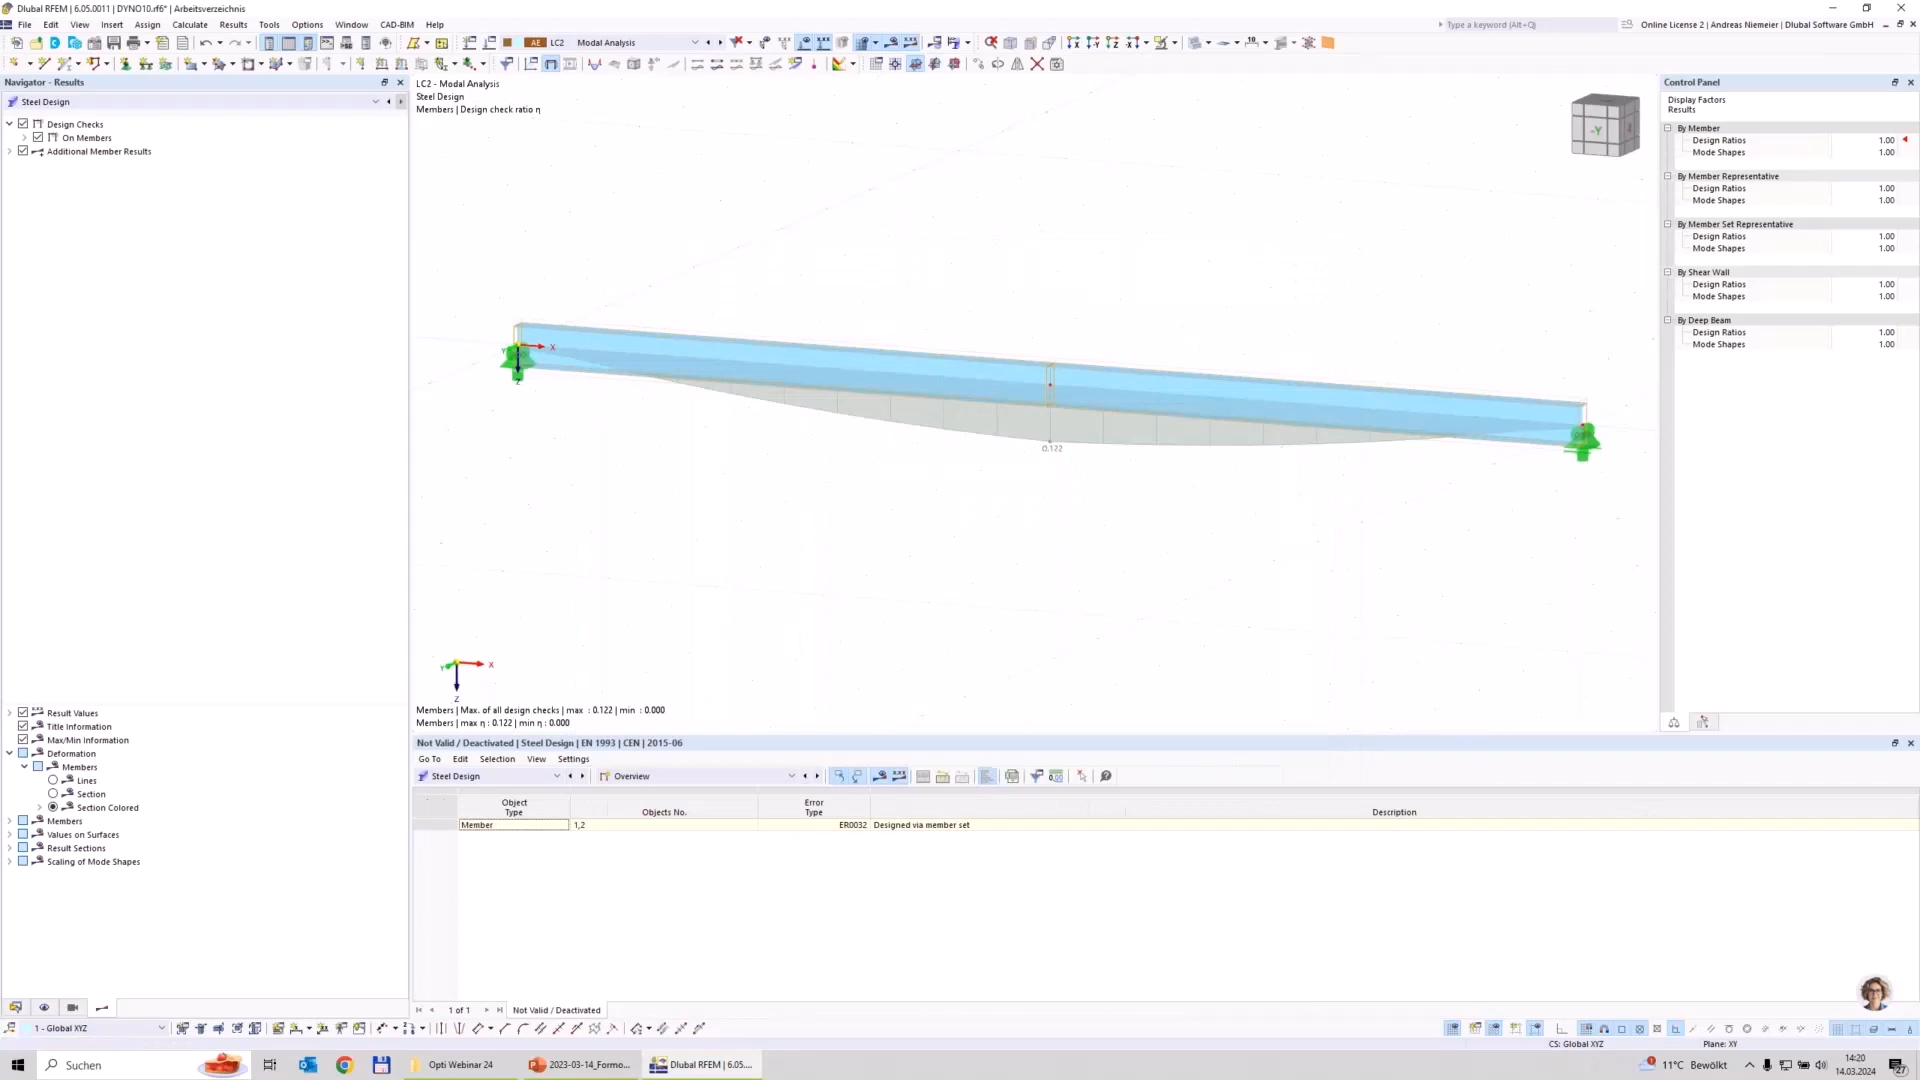 Dlubal RFEM | 6.05.0011 | DYNO10.rf6* | Arbeitsverzeichnis
File Edit View Insert Assign Calculate Results Tools Options Window CAD-BIM Help
Type a keyword (Alt+Q)
Online License 2 | Andreas Niemeier | Dlubal Software GmbH
AE LC2 Modal Analysis
Navigator - Results
Steel Design
Design Checks
On Members
Additional Member Results
Result Values
Title Information
Max/Min Information
Deformation
Members
Lines
Section
Section Colored
Members
Values on Surfaces
Result Sections
Scaling of Mode Shapes
LC2 - Modal Analysis
Steel Design
Members | Design check ratio η
-Y
Y
X
Z
0.122
Y
X
Z
Members | Max. of all design checks | max : 0.122 | min : 0.000
Members | max η : 0.122 | min η : 0.000
Control Panel
Display Factors
Results
By Member
Design Ratios 1.00
Mode Shapes 1.00
By Member Representative
Design Ratios 1.00
Mode Shapes 1.00
By Member Set Representative
Design Ratios 1.00
Mode Shapes 1.00
By Shear Wall
Design Ratios 1.00
Mode Shapes 1.00
By Deep Beam
Design Ratios 1.00
Mode Shapes 1.00
Not Valid / Deactivated | Steel Design | EN 1993 | CEN | 2015-06
Go To Edit Selection View Settings
Steel Design Overview
Object Type Objects No. Error Type Description
Member 1,2 ER0032 Designed via member set
1 of 1 Not Valid / Deactivated
1 - Global XYZ
CS: Global XYZ Plane: XY
Suchen
Opti Webinar 24
2023-03-14_Formo...
Dlubal RFEM | 6.05....
11°C Bewölkt
14:20
14.03.2024
27